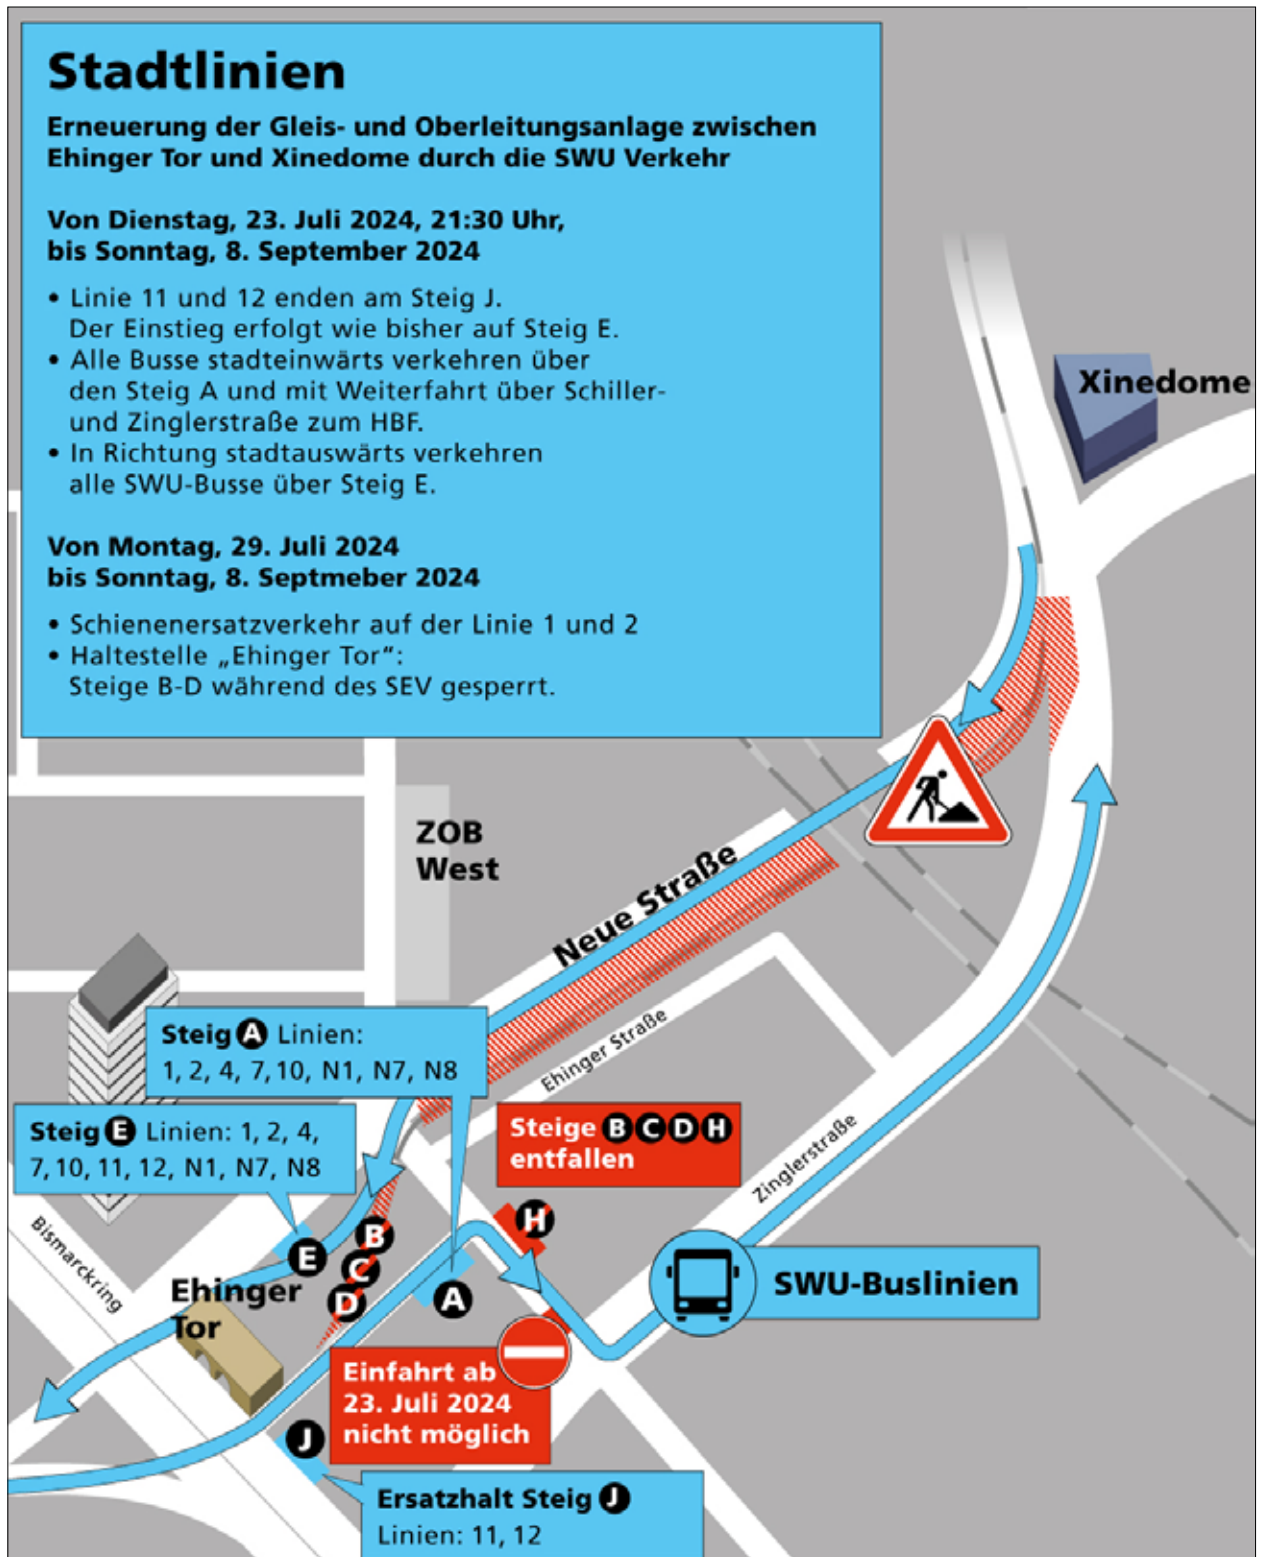 Stadtlinien
Erneuerung der Gleis- und Oberleitungsanlage zwischen
Ehinger Tor und Xinedome durch die SWU Verkehr
Von Dienstag, 23. Juli 2024, 21:30 Uhr,
bis Sonntag, 8. September 2024
• Linie 11 und 12 enden am Steig J.
Der Einstieg erfolgt wie bisher auf Steig E.
• Alle Busse stadteinwärts verkehren über
den Steig A und mit Weiterfahrt über Schiller-
und Zinglerstraße zum HBF.
• In Richtung stadtauswärts verkehren
alle SWU-Busse über Steig E.
Von Montag, 29. Juli 2024
bis Sonntag, 8. Septmeber 2024
• Schienenersatzverkehr auf der Linie 1 und 2
• Haltestelle „Ehinger Tor“:
Steige B-D während des SEV gesperrt.
Xinedome
ZOB
West
Neue Straße
Ehinger Straße
Steig A Linien:
1, 2, 4, 7, 10, N1, N7, N8
Steig E Linien: 1, 2, 4,
7, 10, 11, 12, N1, N7, N8
Steige B C D H
entfallen
Zinglerstraße
Bismarckring
H
B
E
C
D
A
Ehinger
Tor
SWU-Buslinien
Einfahrt ab
23. Juli 2024
nicht möglich
J
Ersatzhalt Steig J
Linien: 11, 12